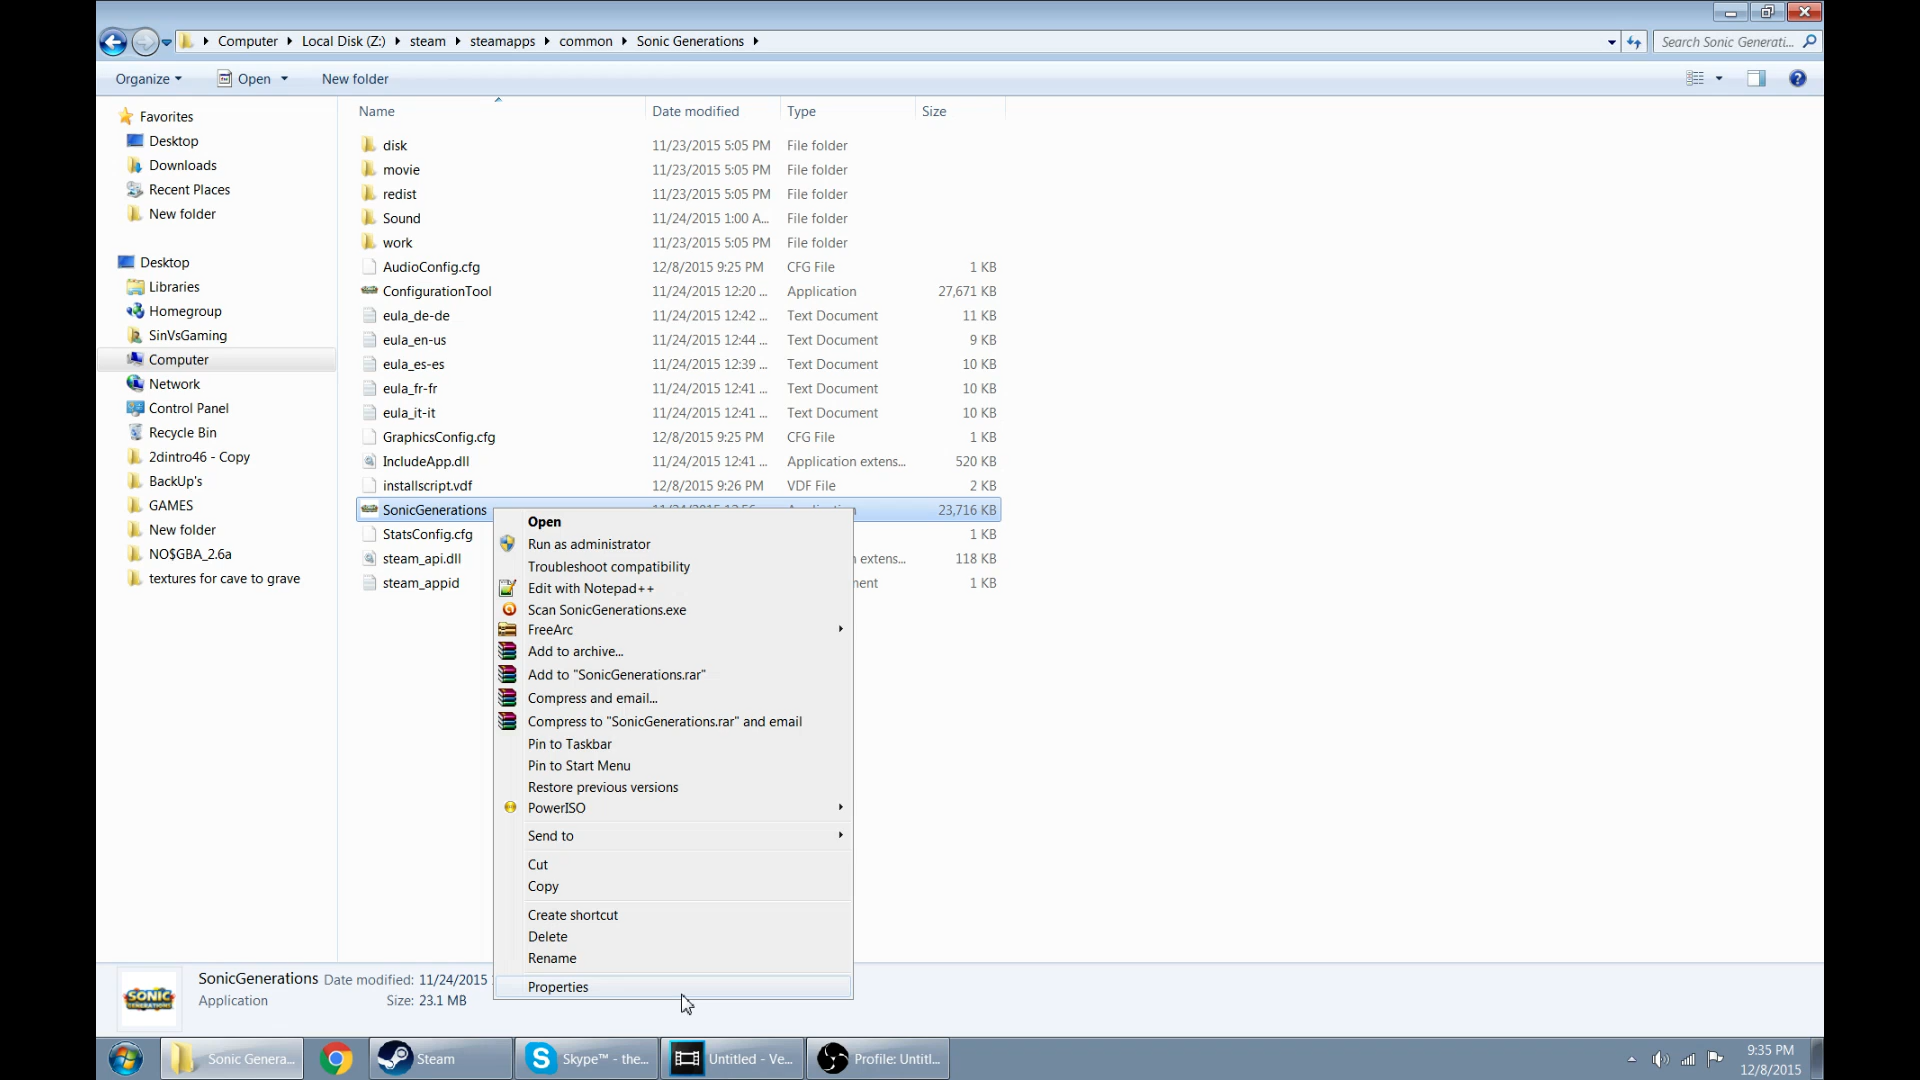 Computer Local Disk (Z:) steam steamapps common Sonic Generations Search Sonic Generati...
Organize Open New folder
Name Date modified Type Size
Favorites
Desktop
Downloads
Recent Places
New folder
Desktop
Libraries
Homegroup
SinVsGaming
Computer
Network
Control Panel
Recycle Bin
2dintro46 - Copy
BackUp's
GAMES
New folder
NO$GBA_2.6a
textures for cave to grave
disk 11/23/2015 5:05 PM File folder
movie 11/23/2015 5:05 PM File folder
redist 11/23/2015 5:05 PM File folder
Sound 11/24/2015 1:00 A... File folder
work 11/23/2015 5:05 PM File folder
AudioConfig.cfg 12/8/2015 9:25 PM CFG File 1 KB
ConfigurationTool 11/24/2015 12:20 ... Application 27,671 KB
eula_de-de 11/24/2015 12:42 ... Text Document 11 KB
eula_en-us 11/24/2015 12:44 ... Text Document 9 KB
eula_es-es 11/24/2015 12:39 ... Text Document 10 KB
eula_fr-fr 11/24/2015 12:41 ... Text Document 10 KB
eula_it-it 11/24/2015 12:41 ... Text Document 10 KB
GraphicsConfig.cfg 12/8/2015 9:25 PM CFG File 1 KB
IncludeApp.dll 11/24/2015 12:41 ... Application extens... 520 KB
installscript.vdf 12/8/2015 9:26 PM VDF File 2 KB
SonicGenerations 23,716 KB
StatsConfig.cfg 1 KB
steam_api.dll extens... 118 KB
steam_appid 1 KB
Open
Run as administrator
Troubleshoot compatibility
Edit with Notepad++
Scan SonicGenerations.exe
FreeArc
Add to archive...
Add to "SonicGenerations.rar"
Compress and email...
Compress to "SonicGenerations.rar" and email
Pin to Taskbar
Pin to Start Menu
Restore previous versions
PowerISO
Send to
Cut
Copy
Create shortcut
Delete
Rename
Properties
SONIC
GENERATIONS
SonicGenerations Date modified: 11/24/2015
Application Size: 23.1 MB
Sonic Genera... Steam Skype™ - the... Untitled - Ve... Profile: Untitl...
9:35 PM
12/8/2015